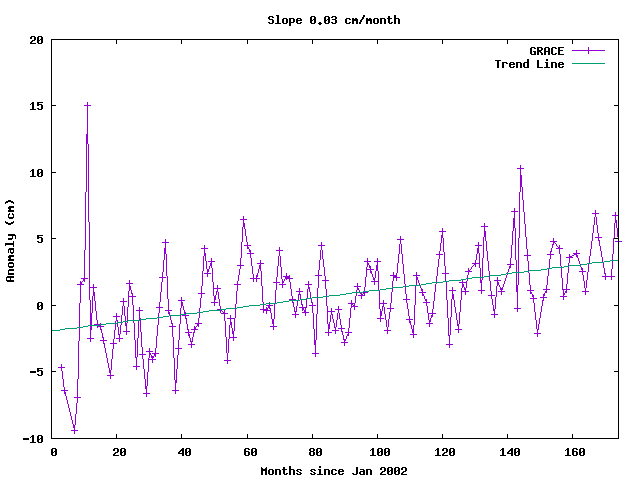 Slope 0.03 cm/month
20
15
10
5
0
-5
-10
Anomaly (cm)
GRACE
Trend Line
0 20 40 60 80 100 120 140 160
Months since Jan 2002